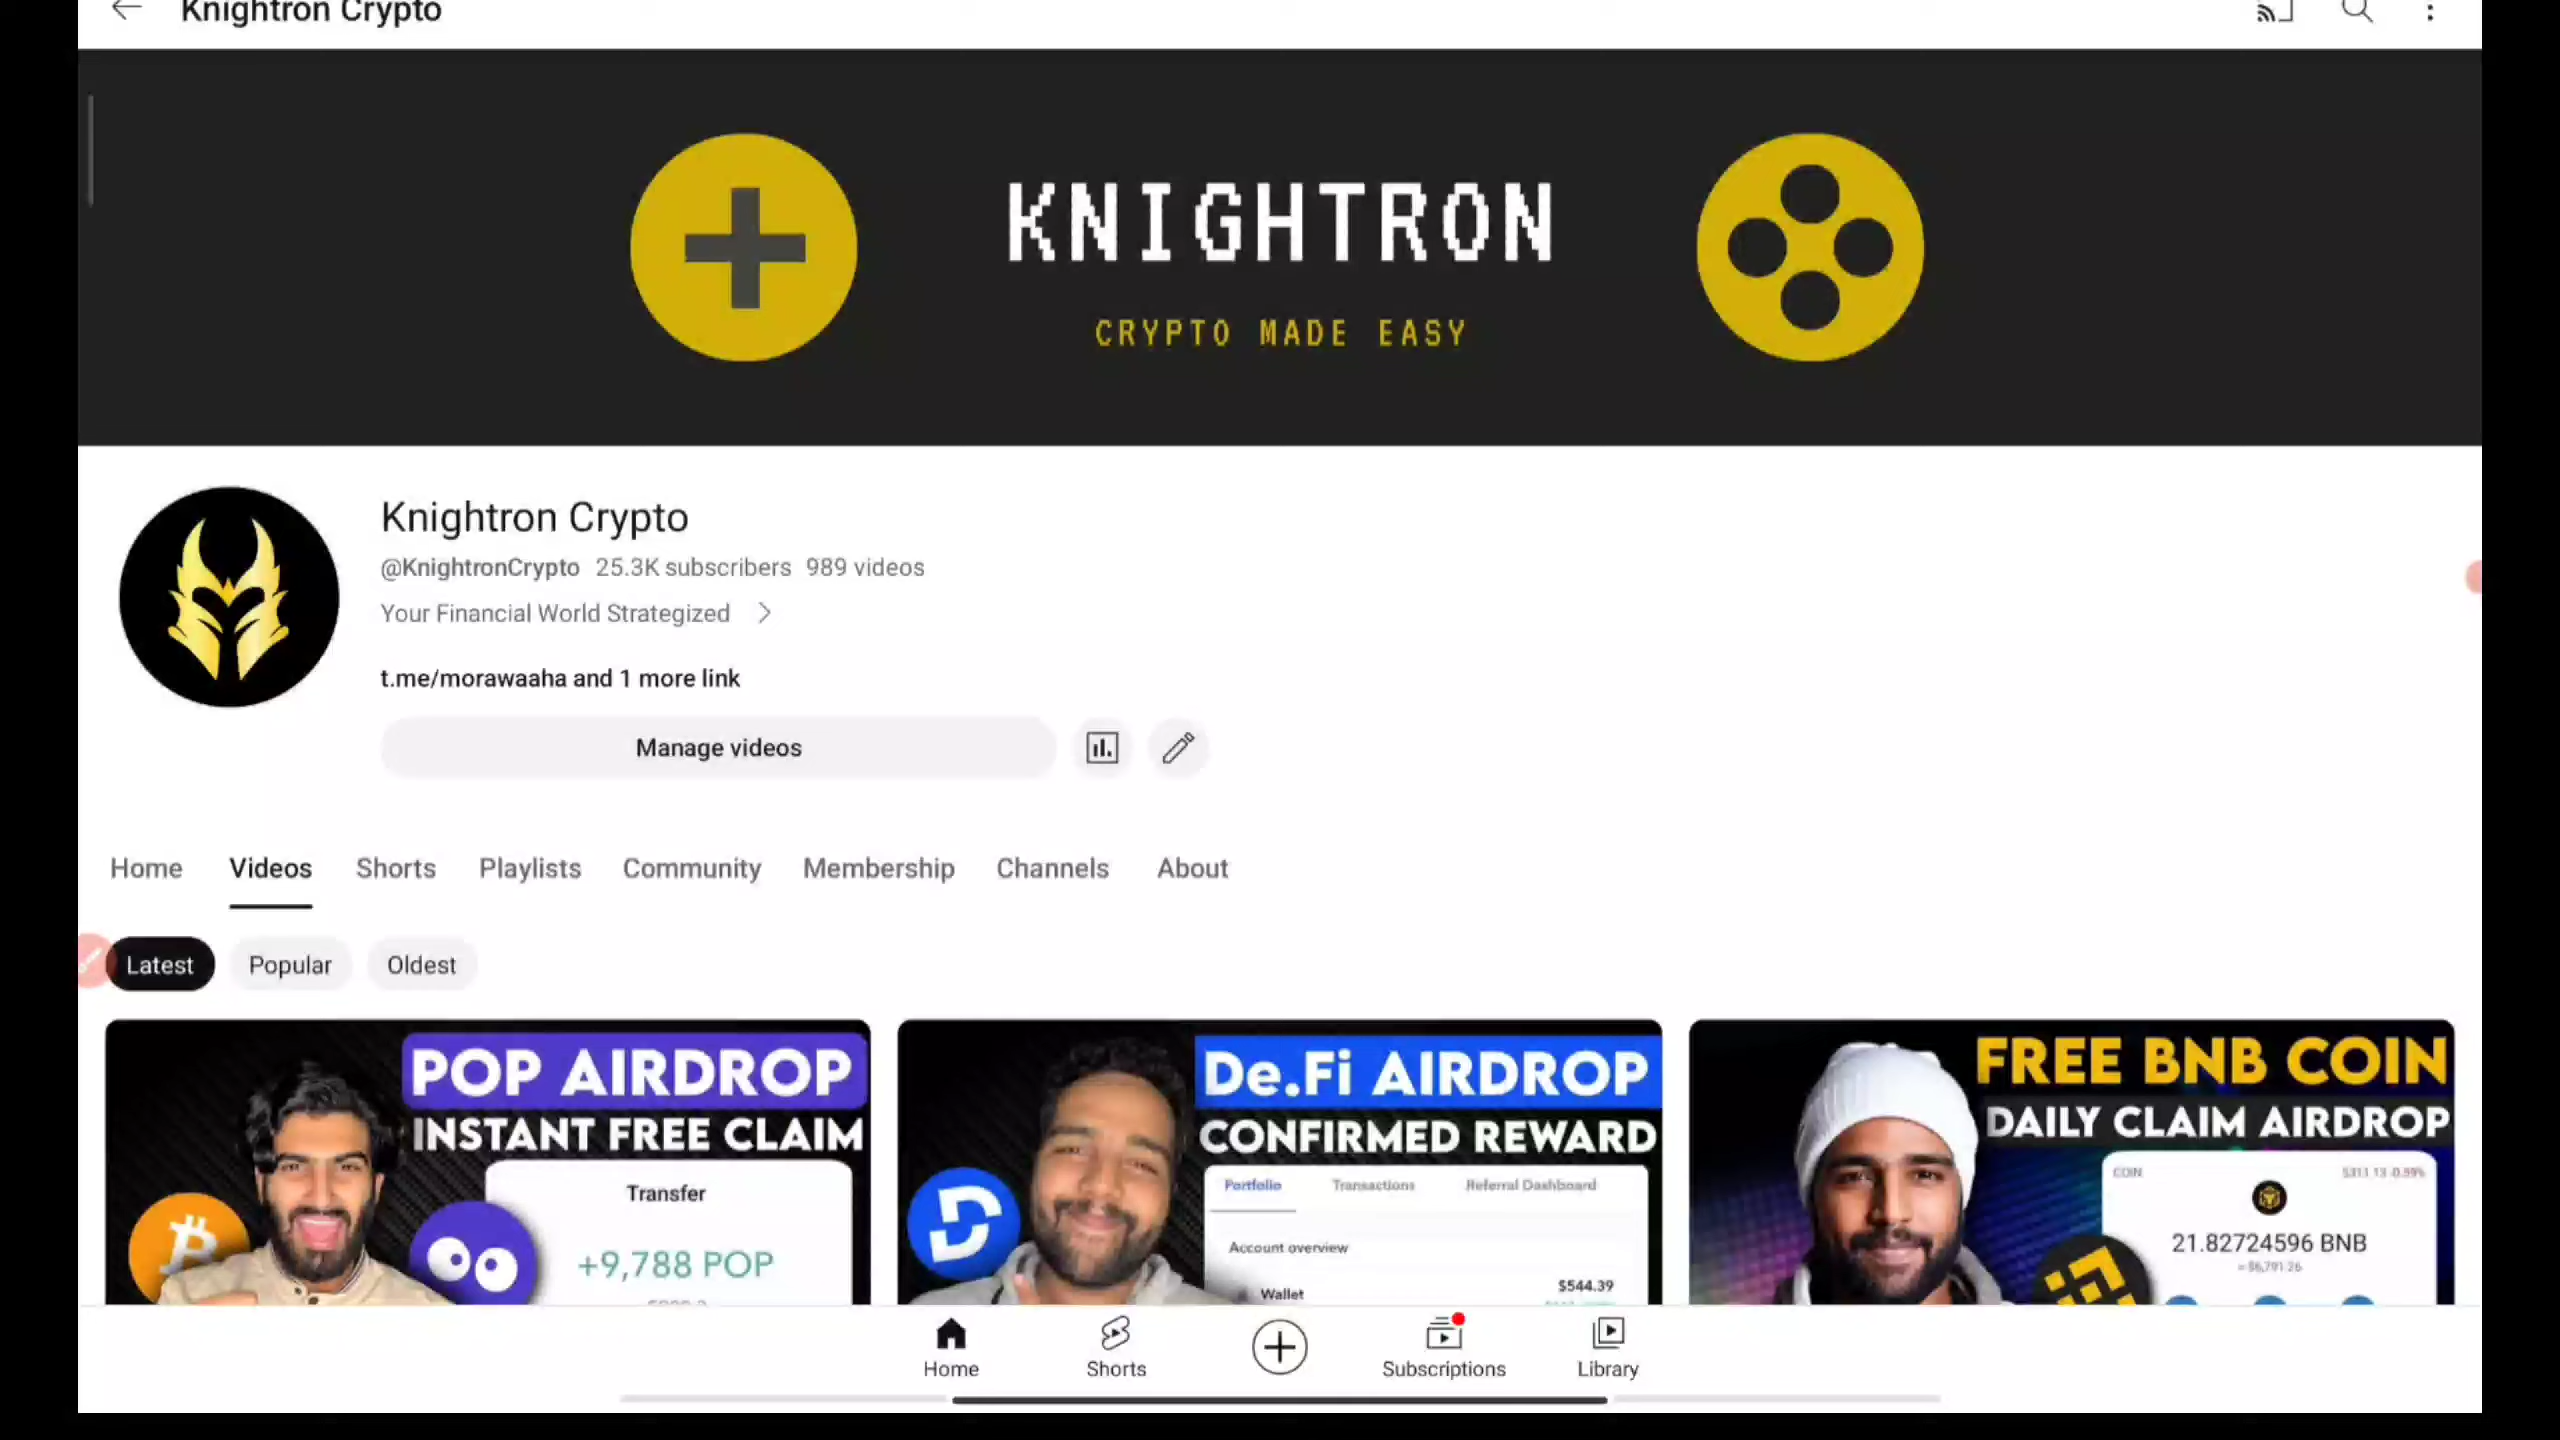 Knightron Crypto
KNIGHTRON
CRYPTO MADE EASY
Knightron Crypto
@KnightronCrypto 25.3K subscribers 989 videos
Your Financial World Strategized
t.me/morawaaha and 1 more link
Manage videos
Home Videos Shorts Playlists Community Membership Channels About
Latest Popular Oldest
POP AIRDROP
INSTANT FREE CLAIM
Transfer
+9,788 POP
De.Fi AIRDROP
CONFIRMED REWARD
Portfolio Transactions Referral Dashboard
Account overview
Wallet $544.39
FREE BNB COIN
DAILY CLAIM AIRDROP
COIN
21.82724596 BNB
Home Shorts Subscriptions Library